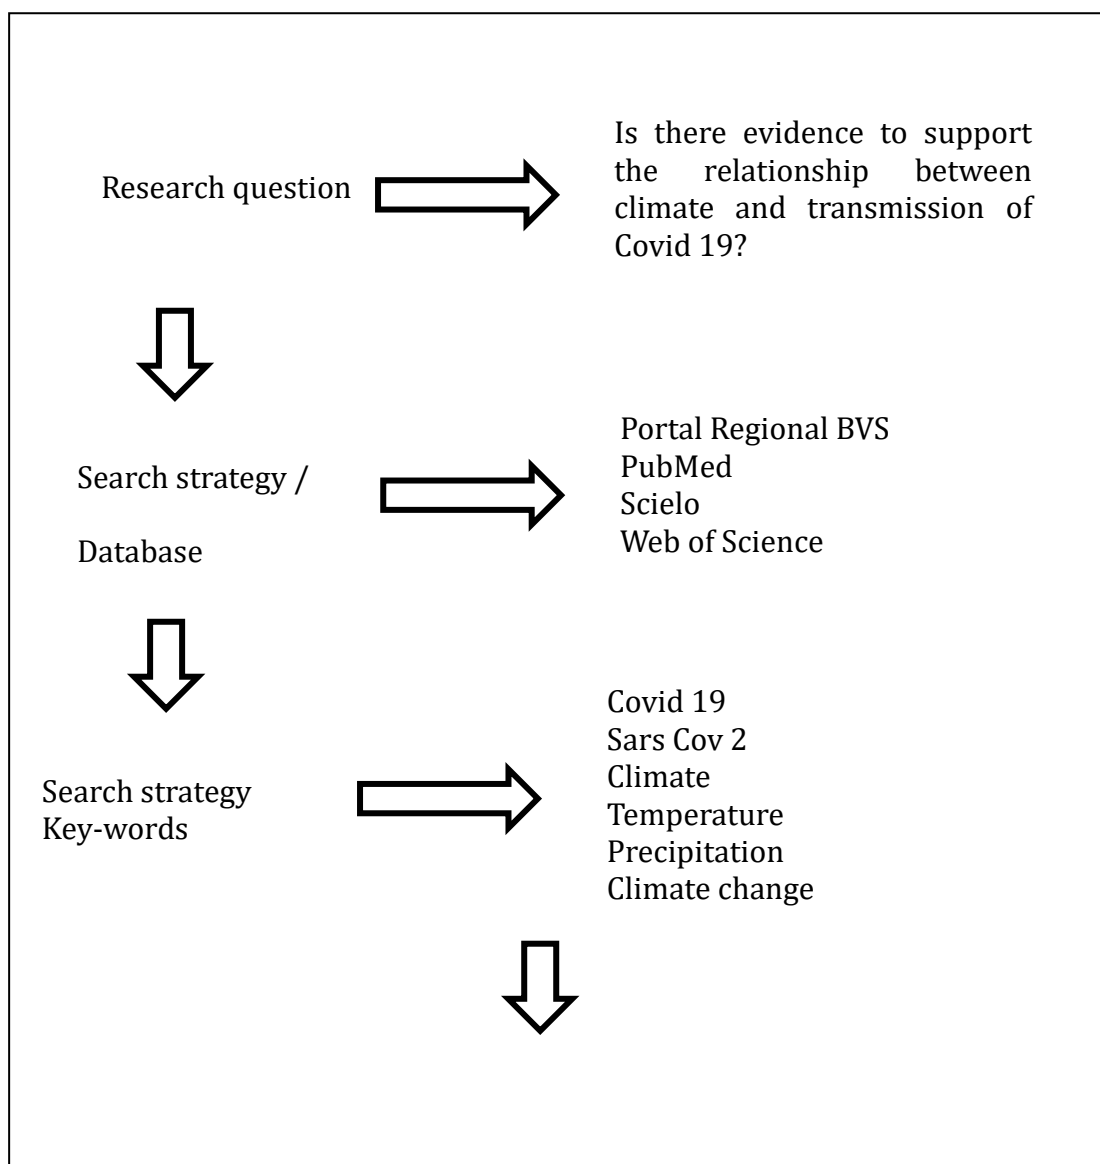 Research question
Is there evidence to support
the relationship between
climate and transmission of
Covid 19?
Search strategy /
Database
Portal Regional BVS
PubMed
Scielo
Web of Science
Search strategy
Key-words
Covid 19
Sars Cov 2
Climate
Temperature
Precipitation
Climate change